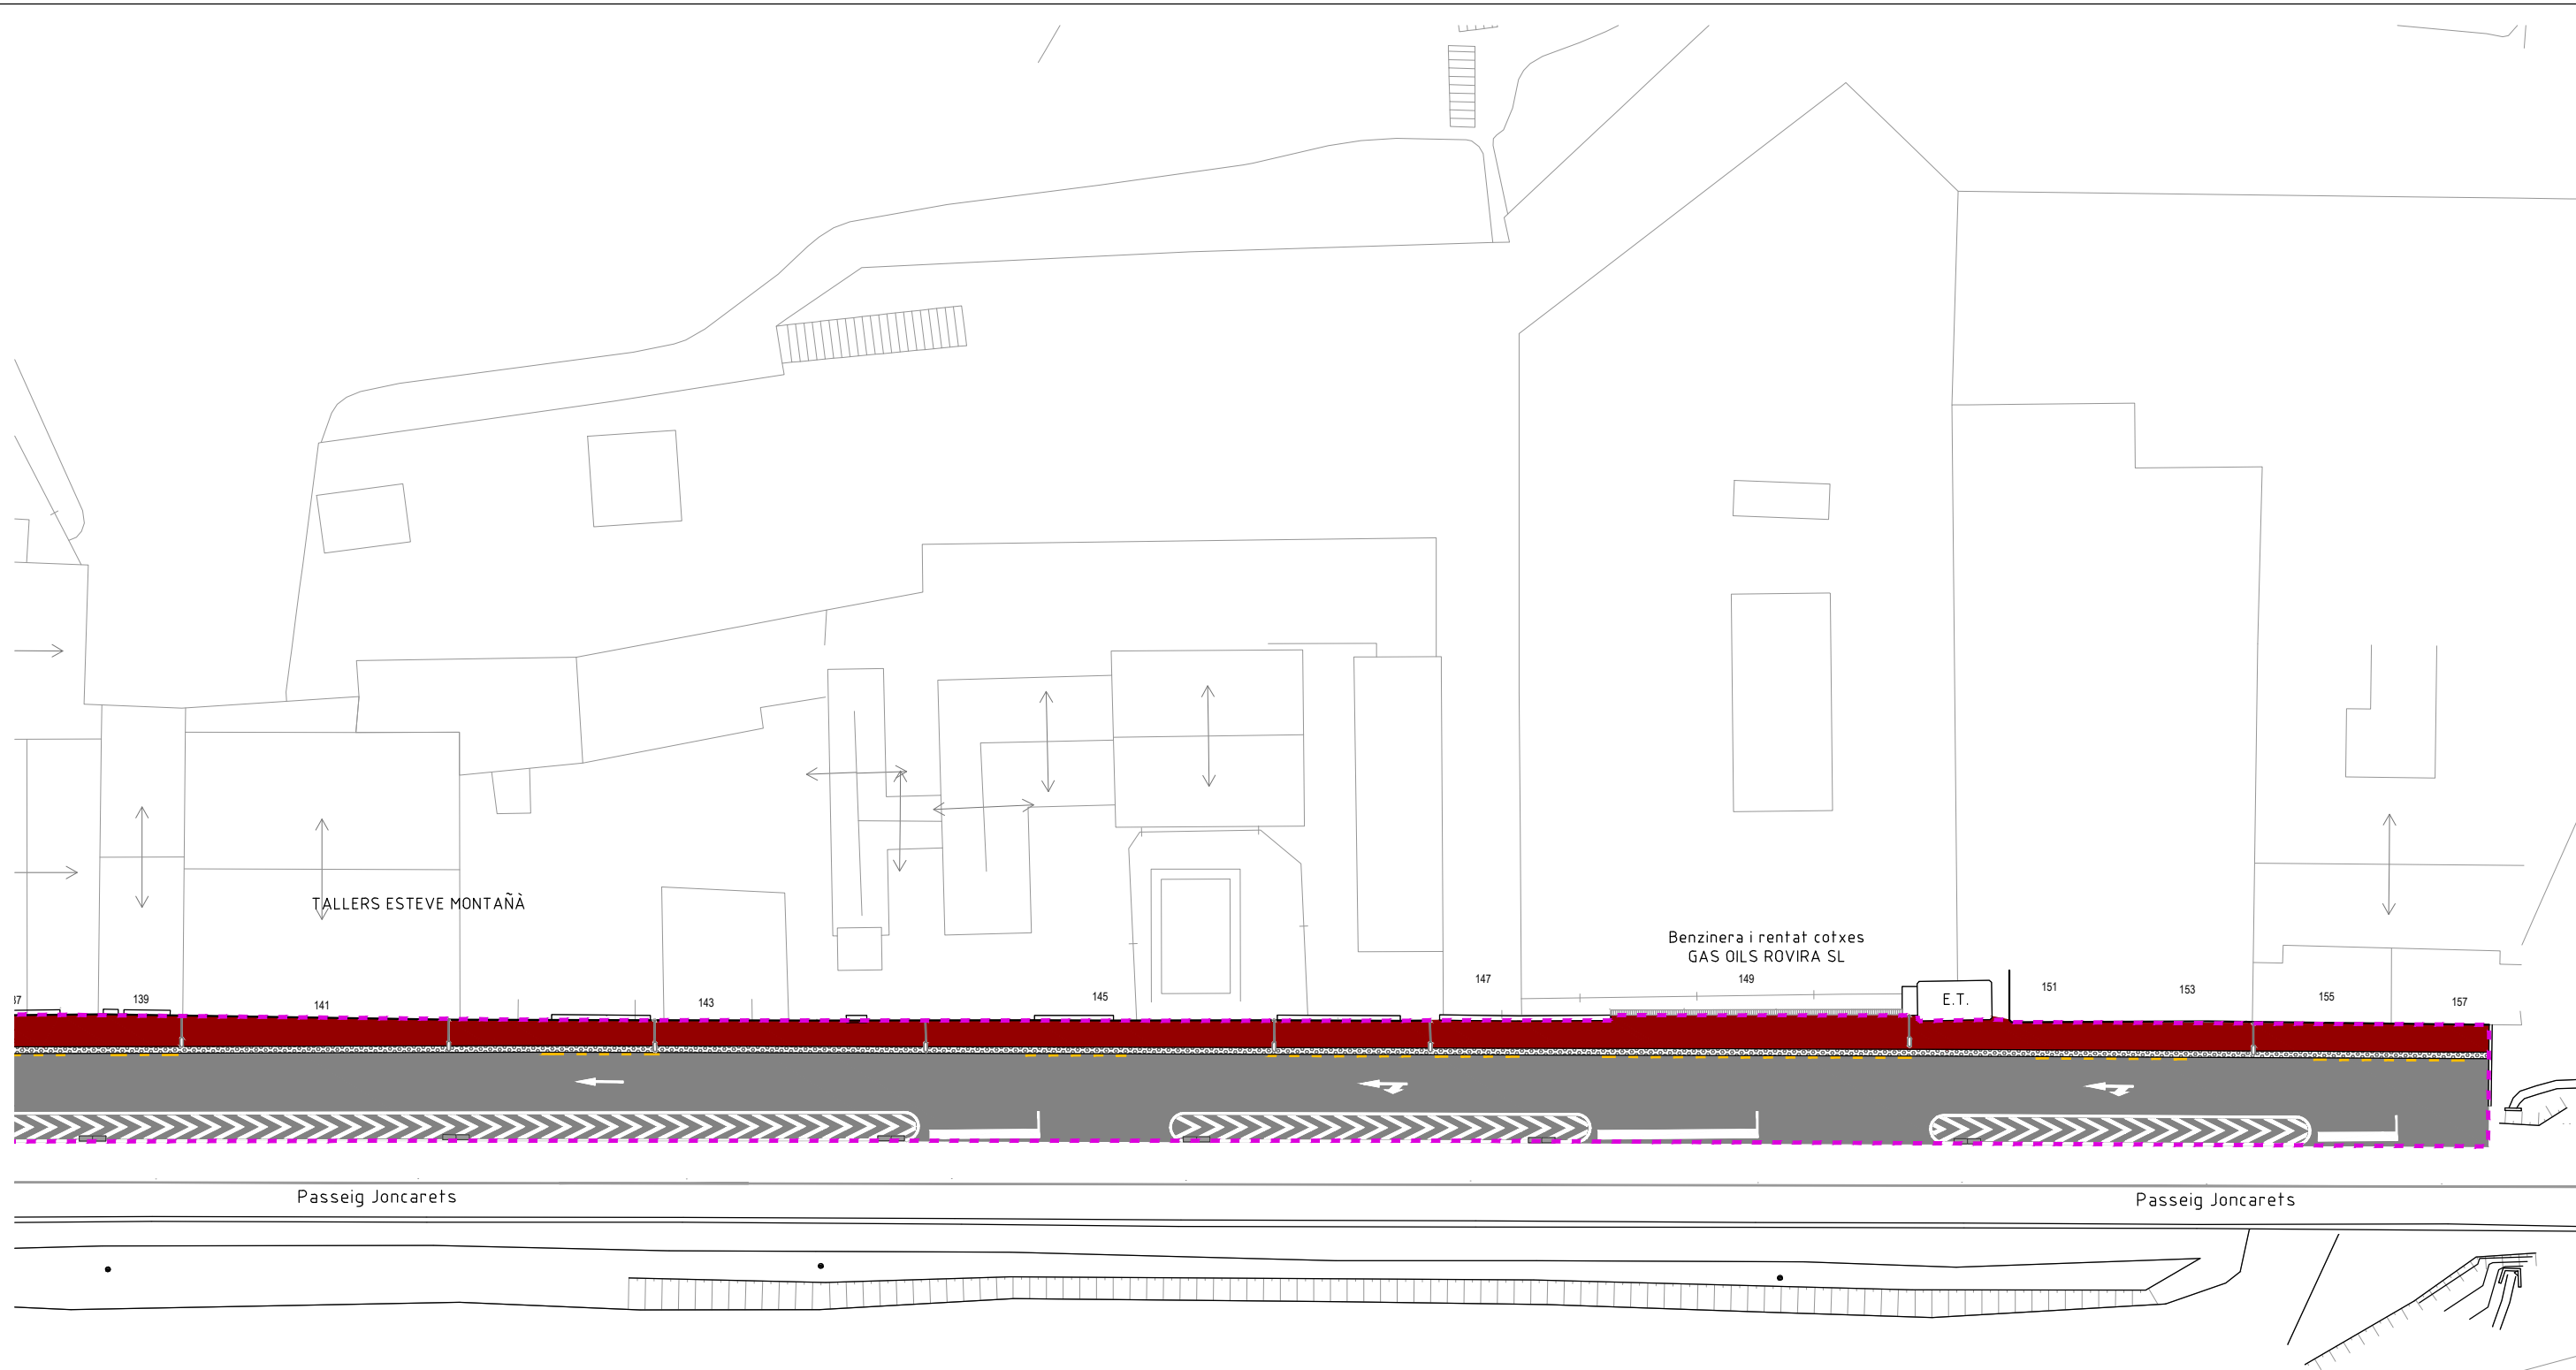 TALLERS ESTEVE MONTAÑÀ
Benzinera i rentat cotxes
GAS OILS ROVIRA SL
37
139
141
143
145
147
149
E.T.
151
153
155
157
Passeig Joncarets
Passeig Joncarets